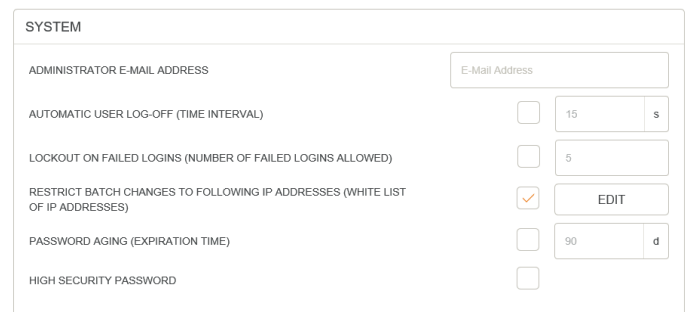 SYSTEM
ADMINISTRATOR E-MAIL ADDRESS
E-Mail Address
AUTOMATIC USER LOG-OFF (TIME INTERVAL)
15 s
LOCKOUT ON FAILED LOGINS (NUMBER OF FAILED LOGINS ALLOWED)
5
RESTRICT BATCH CHANGES TO FOLLOWING IP ADDRESSES (WHITE LIST
OF IP ADDRESSES)
EDIT
PASSWORD AGING (EXPIRATION TIME)
90 d
HIGH SECURITY PASSWORD